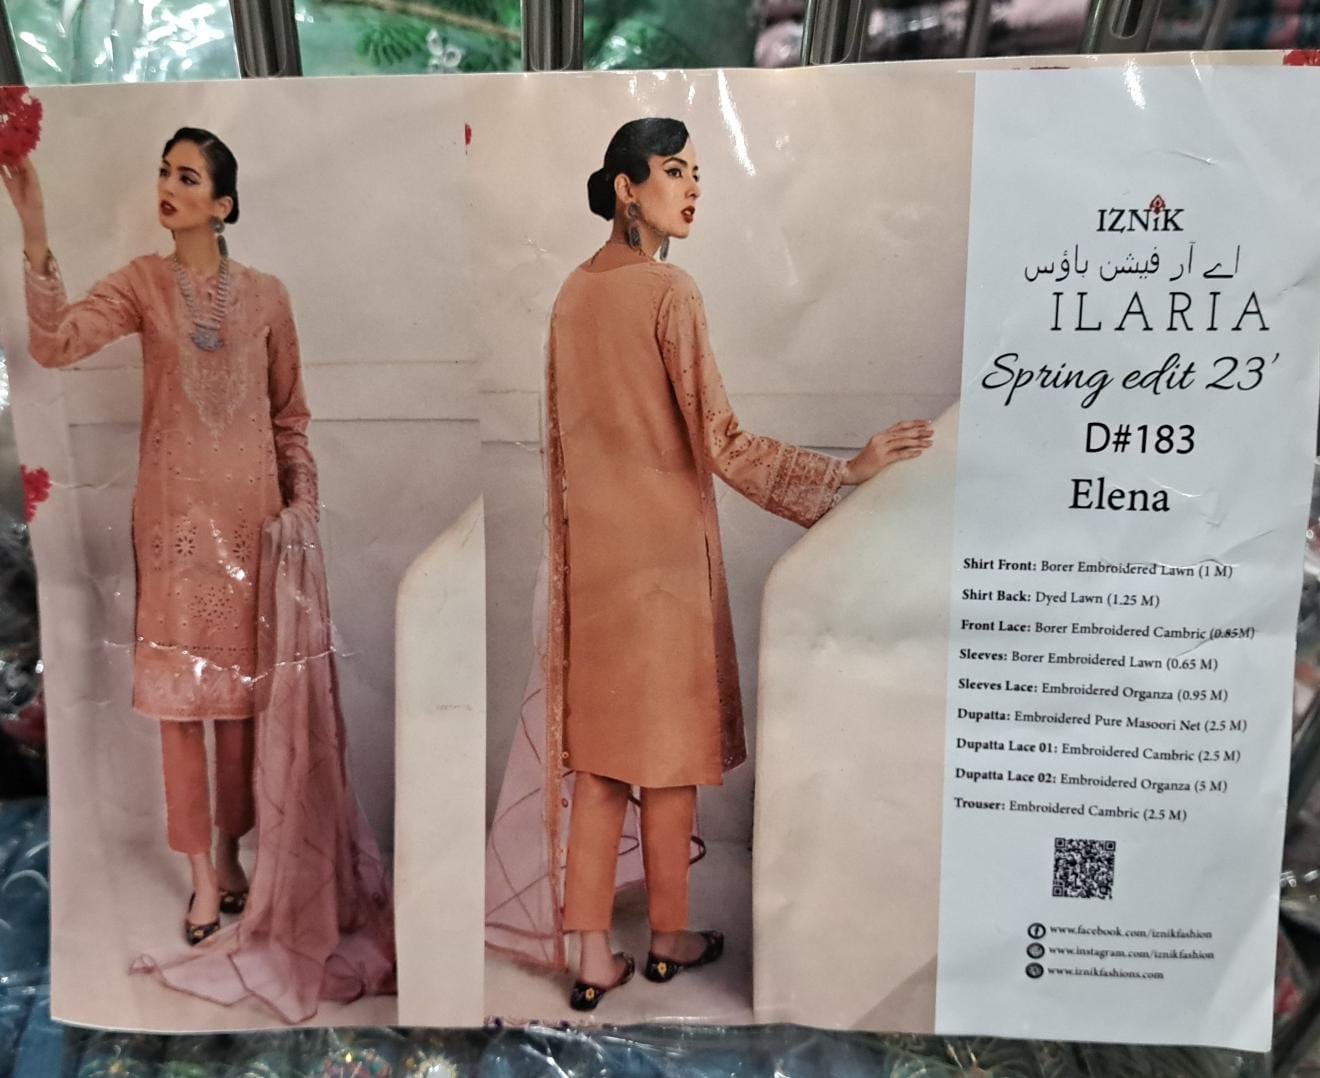 IZNiK
اے آر فیشن ہاؤس
ILARIA
Spring edit 23'
D#183
Elena
Shirt Front: Borer Embroidered Lawn (1 M)
Shirt Back: Dyed Lawn (1.25 M)
Front Lace: Borer Embroidered Cambric (0.85M)
Sleeves: Borer Embroidered Lawn (0.65 M)
Sleeves Lace: Embroidered Organza (0.95 M)
Dupatta: Embroidered Pure Masoori Net (2.5 M)
Dupatta Lace 01: Embroidered Cambric (2.5 M)
Dupatta Lace 02: Embroidered Organza (5 M)
Trouser: Embroidered Cambric (2.5 M)
www.facebook.com/iznikfashion
www.instagram.com/iznikfashion
www.iznikfashions.com